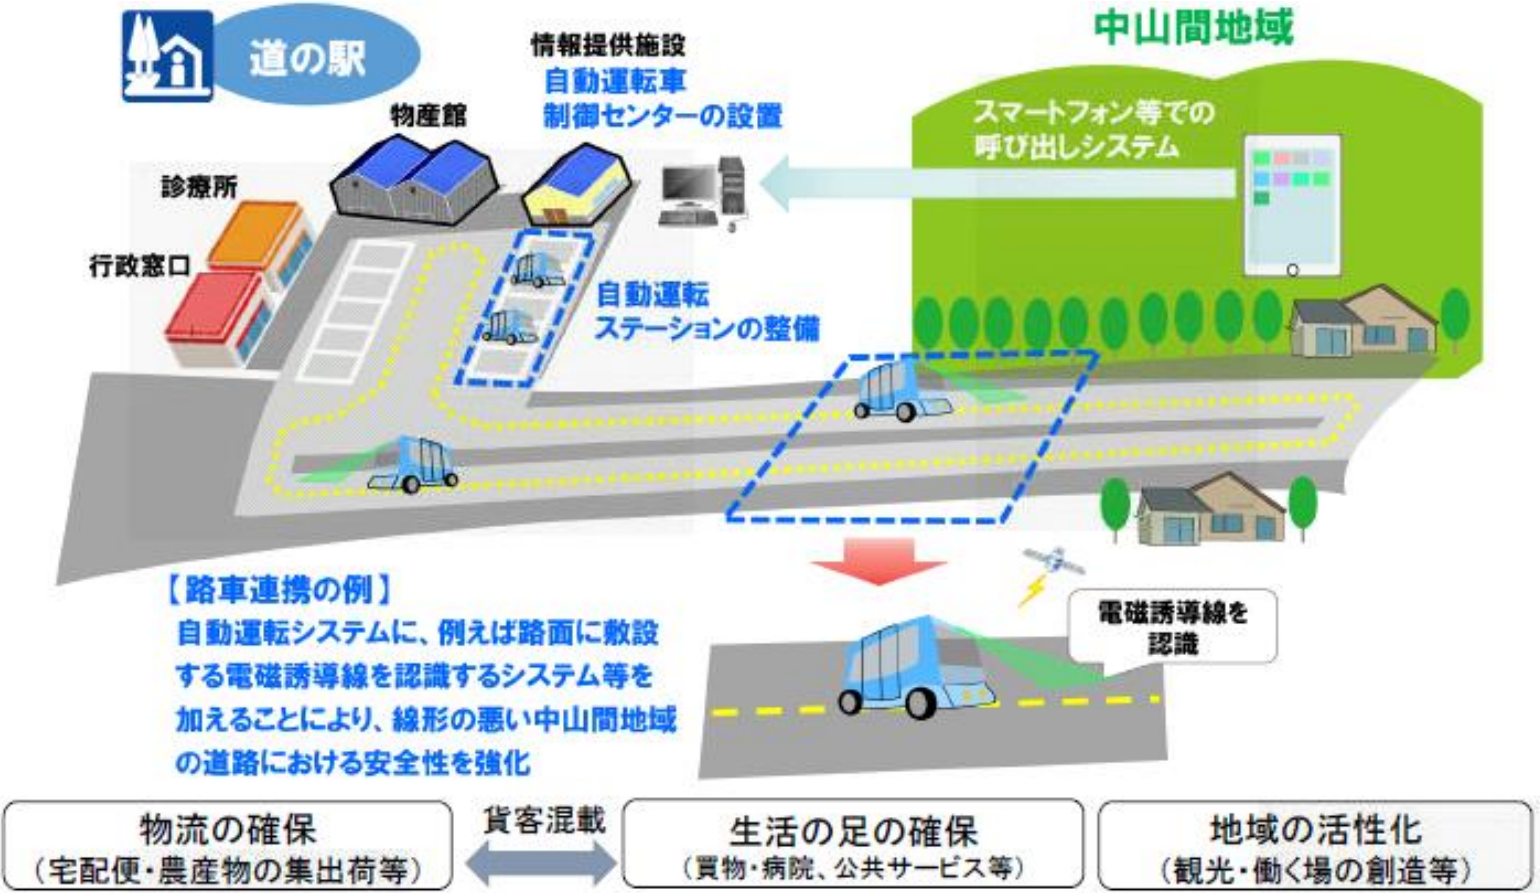 道の駅
情報提供施設
自動運転車
制御センターの設置
中山間地域
スマートフォン等での
呼び出しシステム
物産館
診療所
行政窓口
自動運転
ステーションの整備
【路車連携の例】
自動運転システムに、例えば路面に敷設
する電磁誘導線を認識するシステム等を
加えることにより、線形の悪い中山間地域
の道路における安全性を強化
電磁誘導線を
認識
物流の確保
（宅配便・農産物の集出荷等）
貨客混載
生活の足の確保
（買物・病院、公共サービス等）
地域の活性化
（観光・働く場の創造等）